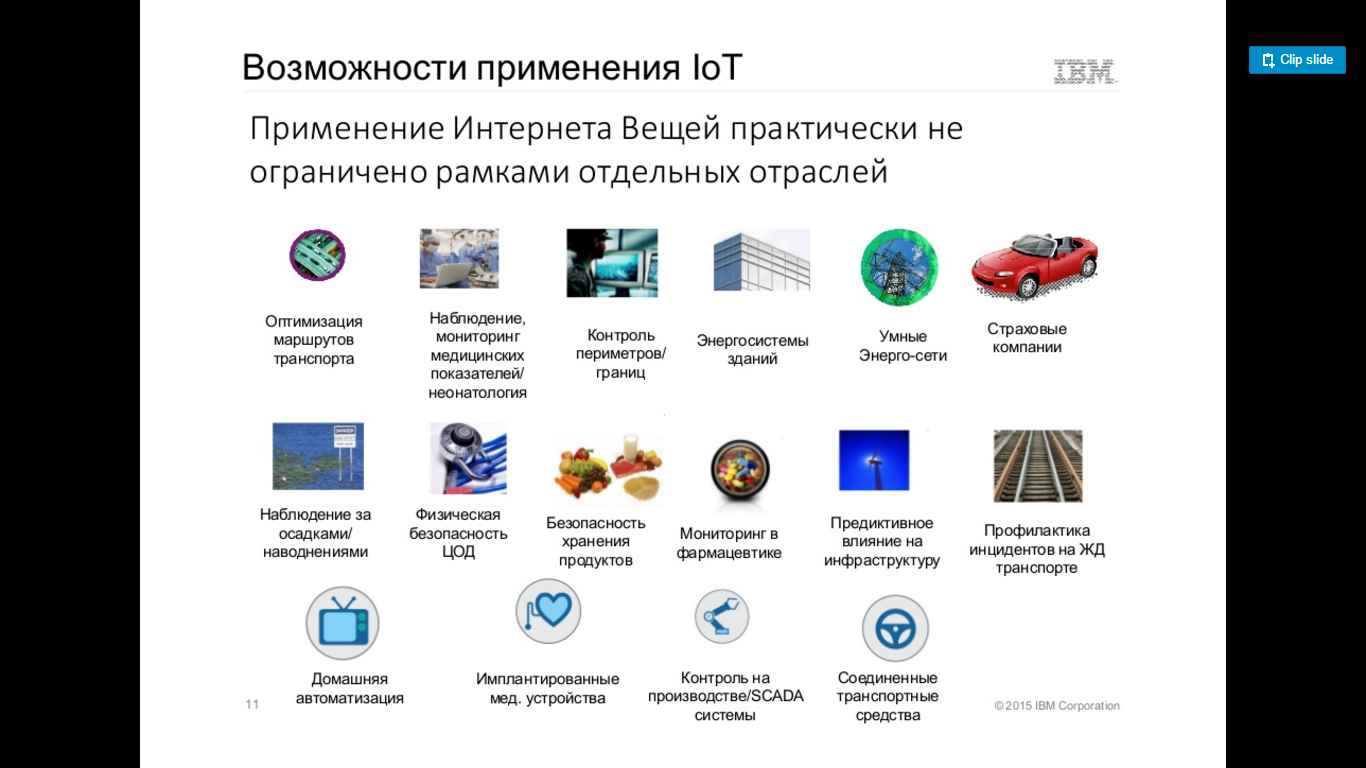 Возможности применения IoT
IBM
Clip slide
Применение Интернета Вещей практически не
ограничено рамками отдельных отраслей
Оптимизация
маршрутов
транспорта
Наблюдение,
мониторинг
медицинских
показателей/
неонатология
Контроль
периметров/
границ
Энергосистемы
зданий
Умные
Энерго-сети
Страховые
компании
DANGER
Наблюдение за
осадками/
наводнениями
Физическая
безопасность
ЦОД
Безопасность
хранения
продуктов
Мониторинг в
фармацевтике
Предиктивное
влияние на
инфраструктуру
Профилактика
инцидентов на ЖД
транспорте
Домашняя
автоматизация
Имплантированные
мед. устройства
Контроль на
производстве/SCADA
системы
Соединенные
транспортные
средства
11
© 2015 IBM Corporation